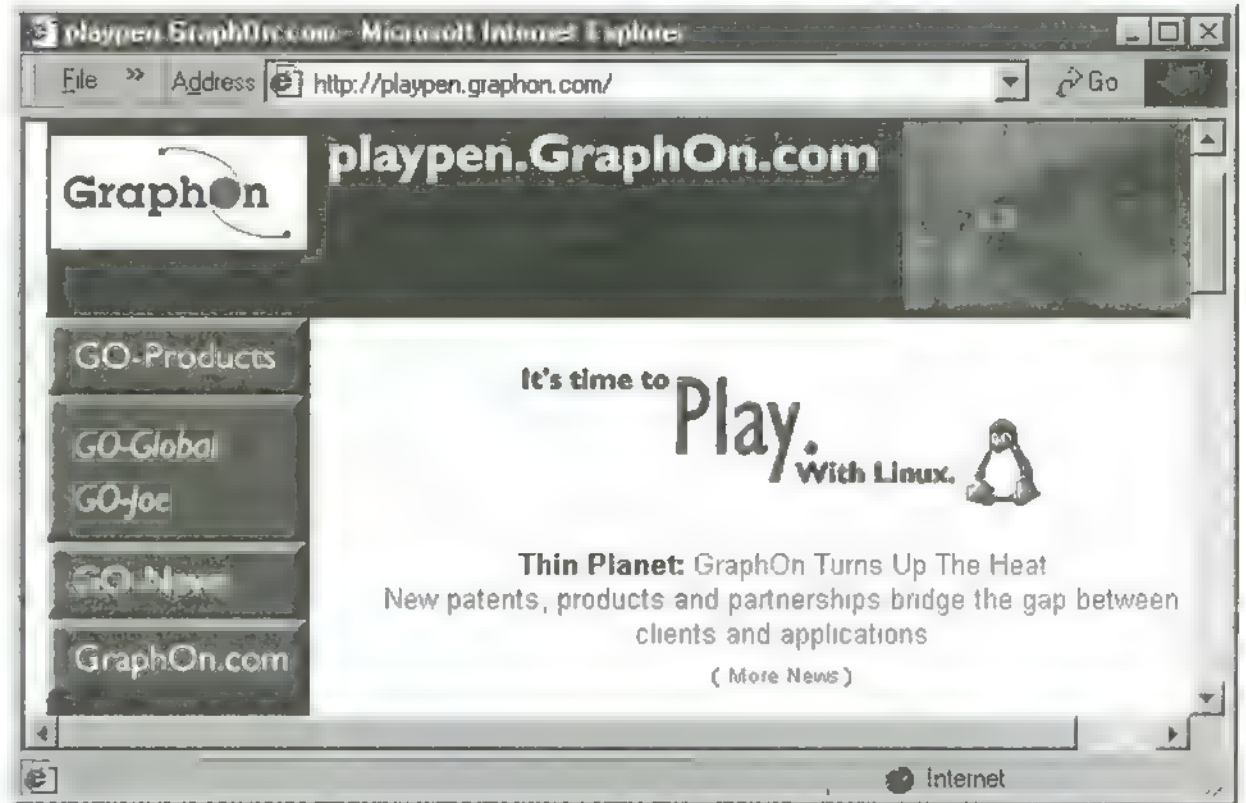 playpen.GraphOn.com - Microsoft Internet Explorer
File » Address http://playpen.graphon.com/ Go
GraphOn
playpen.GraphOn.com
GO-Products
GO-Global
GO-Joe
GraphOn.com
It's time to
Play.
With Linux.
Thin Planet: GraphOn Turns Up The Heat
New patents, products and partnerships bridge the gap between
clients and applications
( More News )
Internet